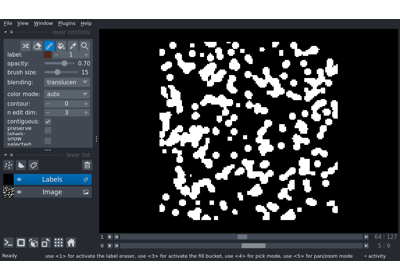 File View Window Plugins Help
layer controls
label: 1
opacity: 0.70
brush size: 15
blending: translucen
color mode: auto
contour: 0
n edit dim: 3
contiguous:
preserve labels:
show selected:
layer list
Labels
Image
1 64 128
0 5 9
Ready use <1> for activate the label eraser, use <3> for activate the fill bucket, use <4> for pick mode, use <5> for pan/zoom mode activity